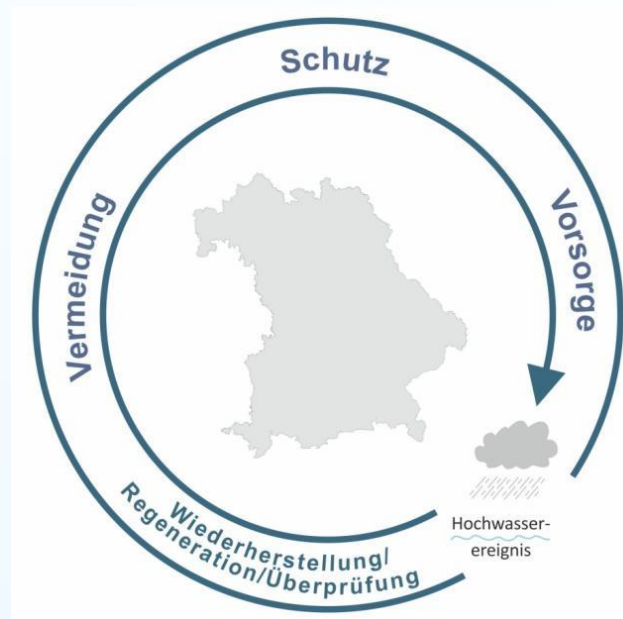 Schutz
Vermeidung
Vorsorge
Hochwasser-
ereignis
Wiederherstellung/
Regeneration/Überprüfung